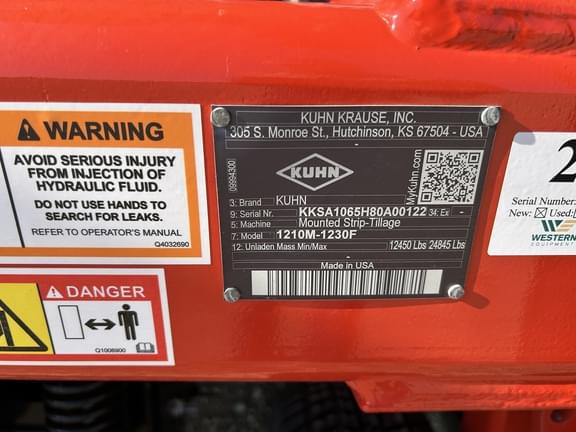 WARNING
AVOID SERIOUS INJURY
FROM INJECTION OF
HYDRAULIC FLUID.
DO NOT USE HANDS TO
SEARCH FOR LEAKS.
REFER TO OPERATOR'S MANUAL
Q4032690
DANGER
Q1006900
KUHN KRAUSE, INC.
305 S. Monroe St., Hutchinson, KS 67504 - USA
-
(09994300)
KUHN
MyKuhn.com
3: Brand KUHN
9: Serial Nr. KKSA1065H80A00122 34: Ex -
5: Machine Mounted Strip-Tillage
7: Model 1210M-1230F
12: Unladen Mass Min/Max 12450 Lbs 24845 Lbs
-
Made in USA
2
Serial Number:
New: Used:
WESTERN
EQUIPMENT